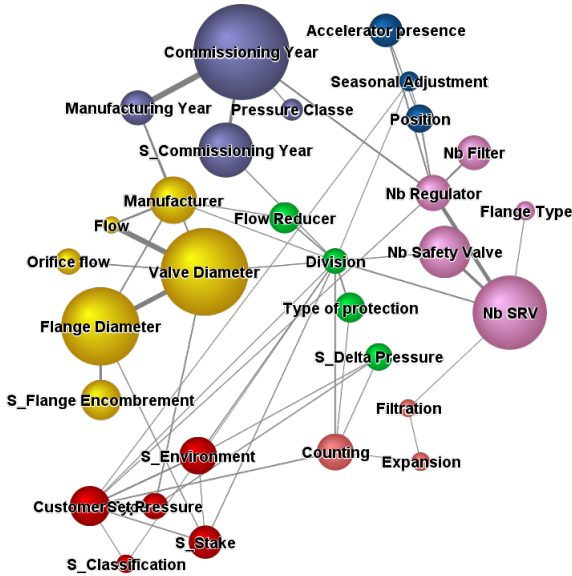 Accelerator presence
Commissioning Year
Seasonal Adjustment
Manufacturing Year
Pressure Classe
Position
S_Commissioning Year
Nb Filter
Nb Regulator
Manufacturer
Flange Type
Flow
Flow Reducer
Nb Safety Valve
Orifice flow
Valve Diameter
Division
Type of protection
Nb SRV
Flange Diameter
S_Delta Pressure
S_Flange Encombrement
Filtration
Counting
S_Environment
Expansion
Customer
Set Pressure
S_Stake
S_Classification